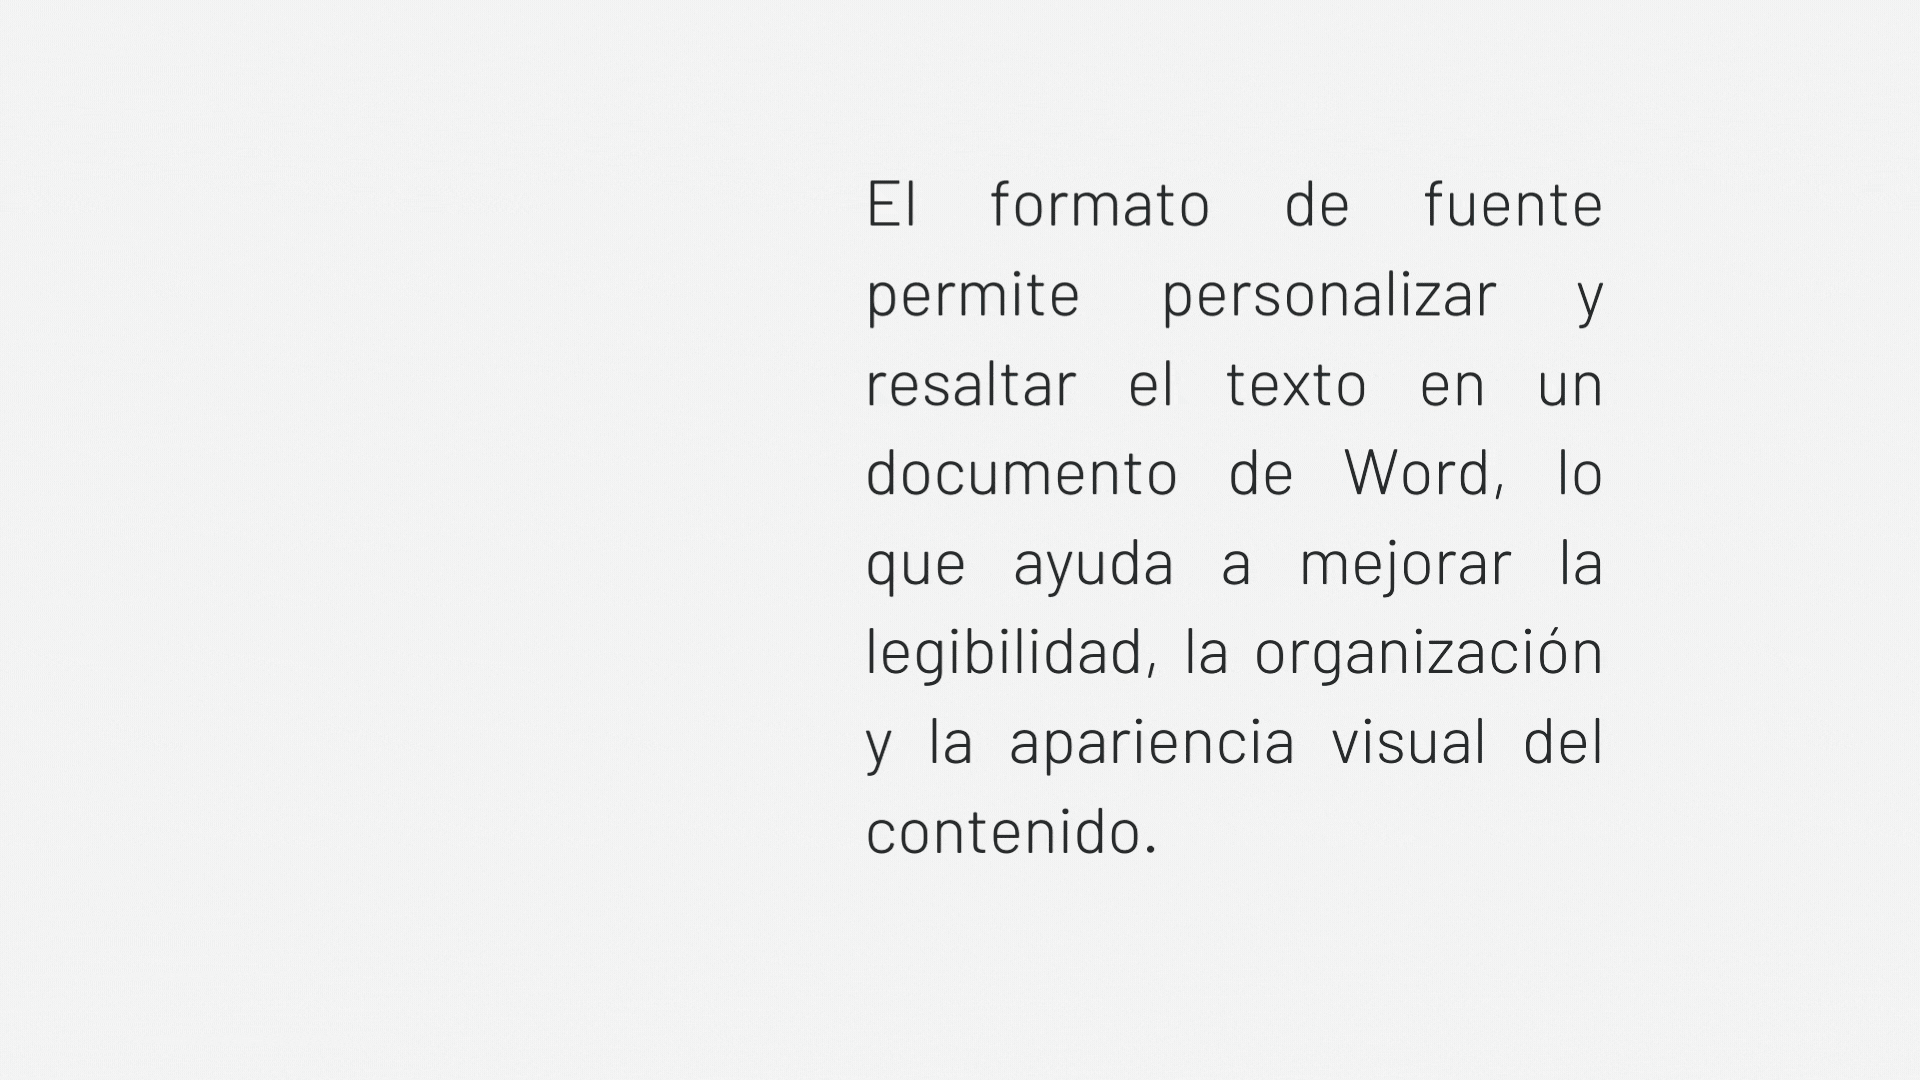 El formato de fuente
permite personalizar y
resaltar el texto en un
documento de Word, lo
que ayuda a mejorar la
legibilidad, la organización
y la apariencia visual del
contenido.